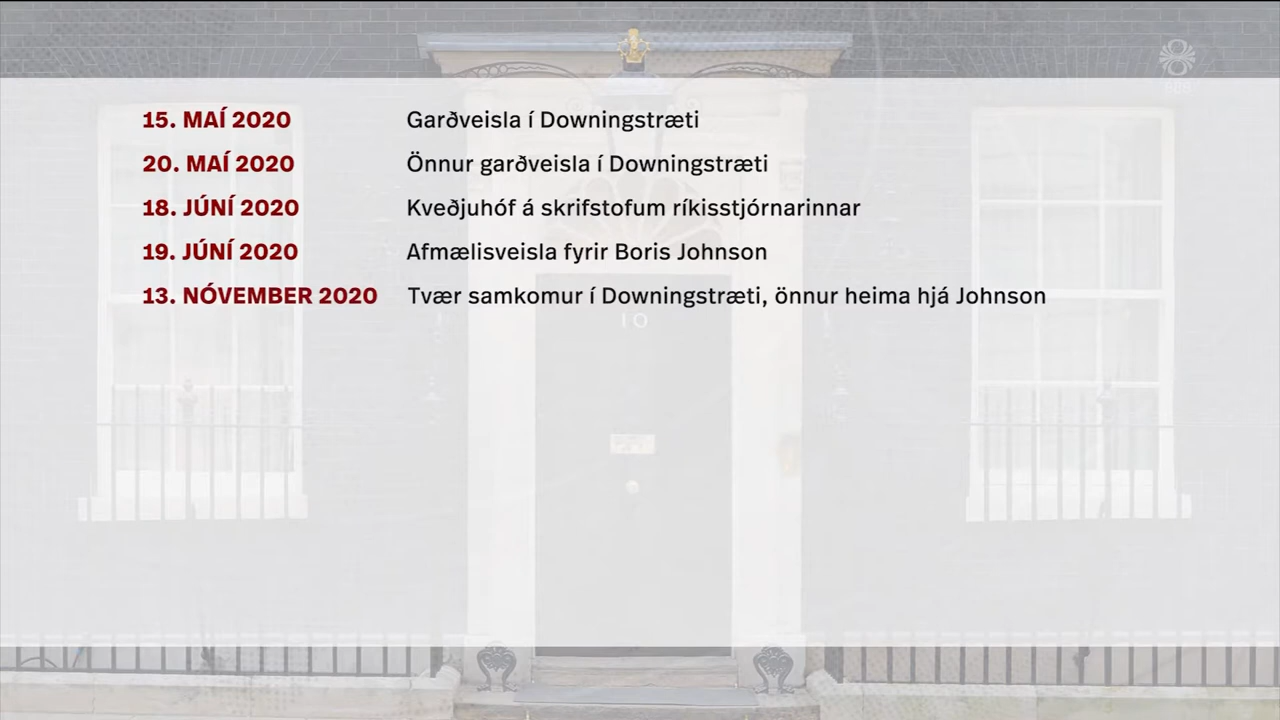 15. MAÍ 2020 Garðveisla í Downingstræti
20. MAÍ 2020 Önnur garðveisla í Downingstræti
18. JÚNÍ 2020 Kveðjuhóf á skrifstofum ríkisstjórnarinnar
19. JÚNÍ 2020 Afmælisveisla fyrir Boris Johnson
13. NÓVEMBER 2020 Tvær samkomur í Downingstræti, önnur heima hjá Johnson
10